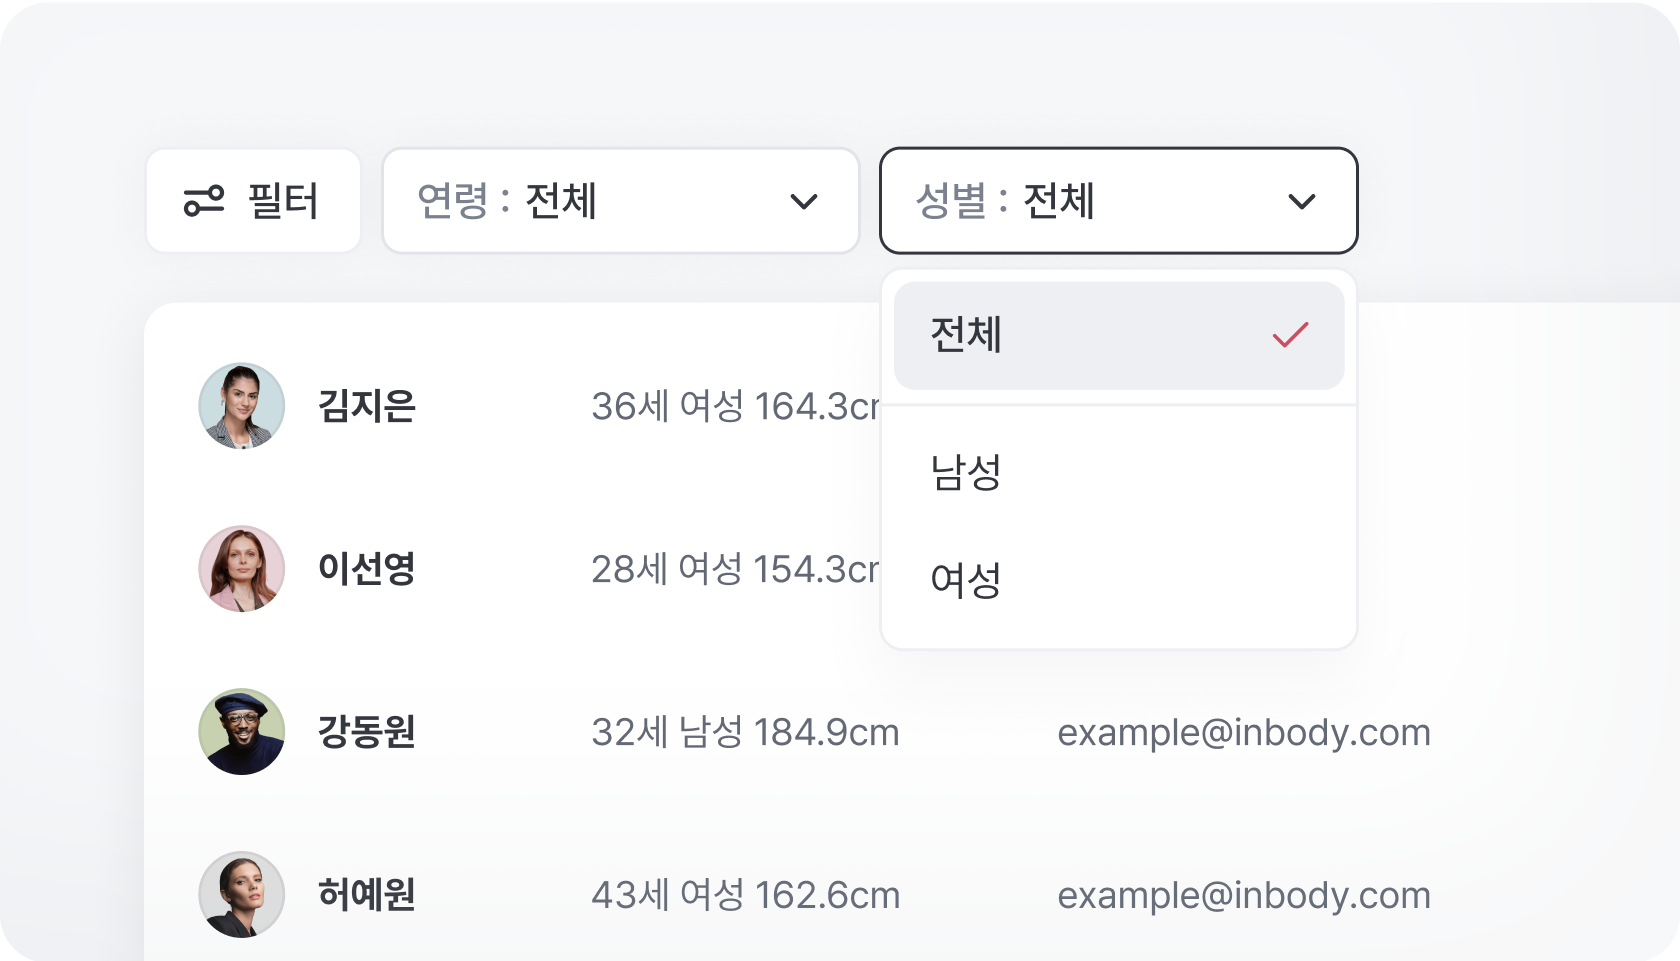 필터
연령 : 전체
성별 : 전체
전체
남성
여성
김지은 36세 여성 164.3c
이선영 28세 여성 154.3c
강동원 32세 남성 184.9cm example@inbody.com
허예원 43세 여성 162.6cm example@inbody.com